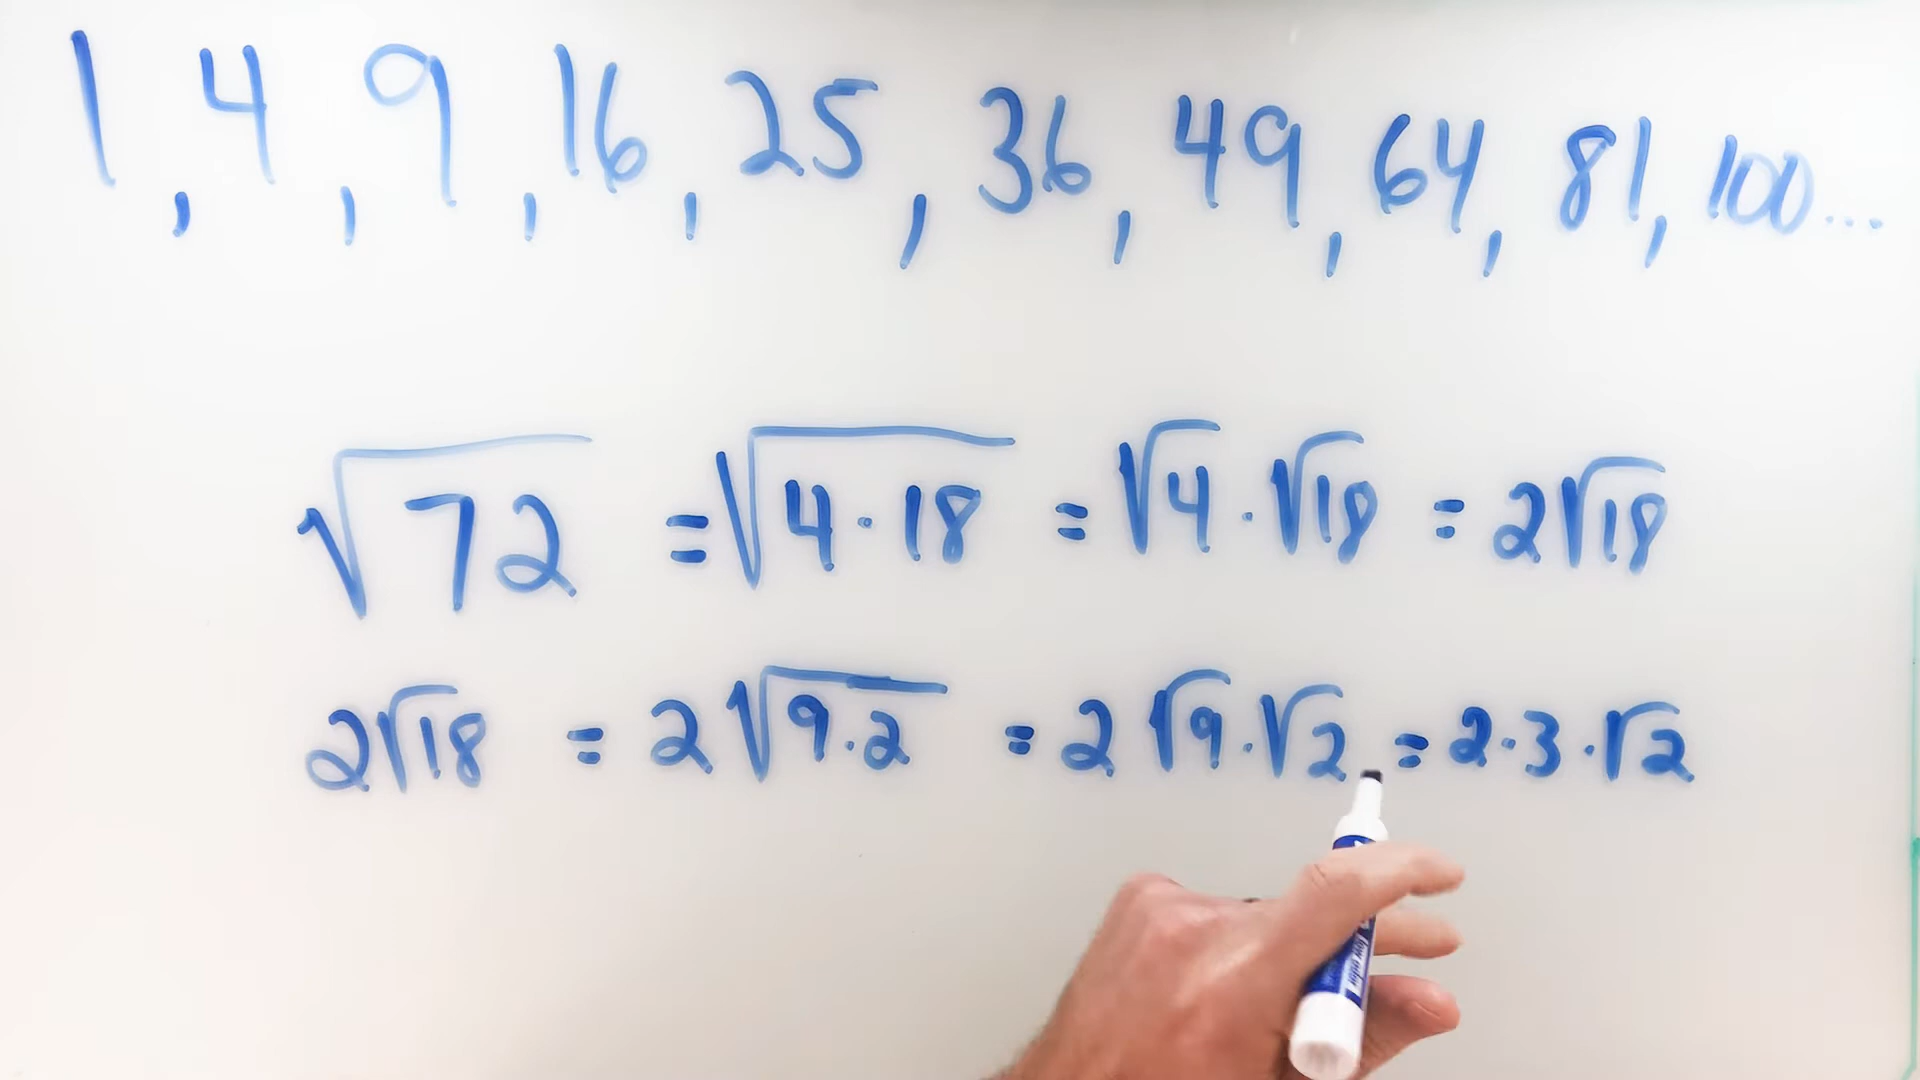 1, 4, 9, 16, 25, 36, 49, 64, 81, 100...
√72 = √4·18 = √4·√18 = 2√18
2√18 = 2√9·2 = 2√9·√2 = 2·3·√2